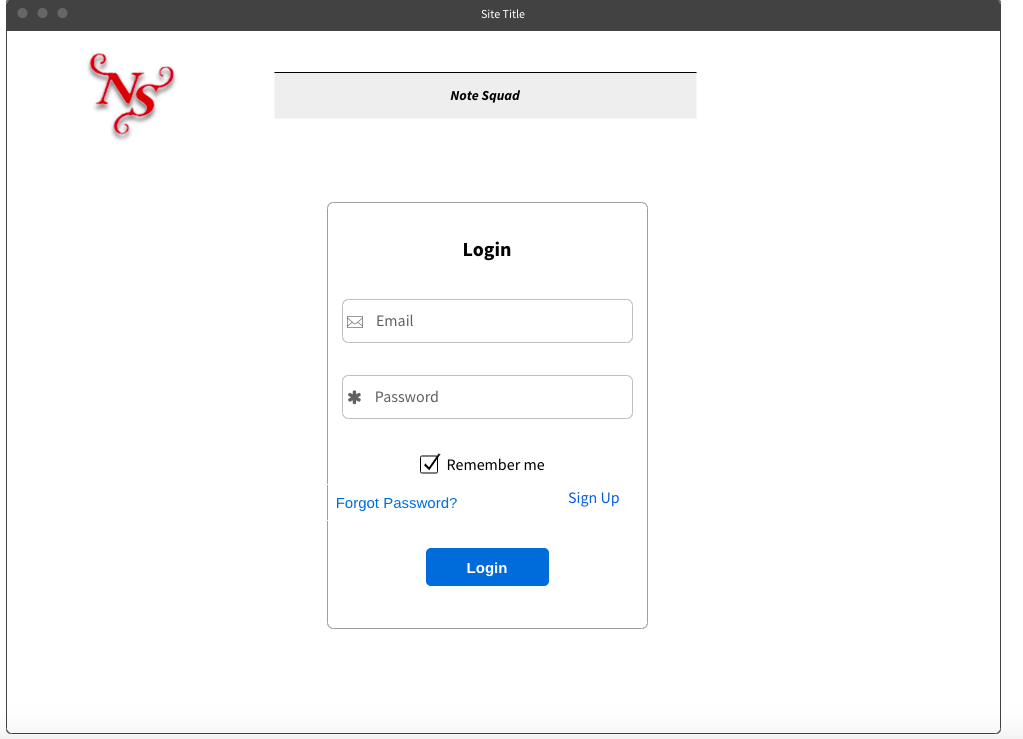 Site Title
NS
Note Squad
Login
Email
Password
Remember me
Forgot Password?
Sign Up
Login